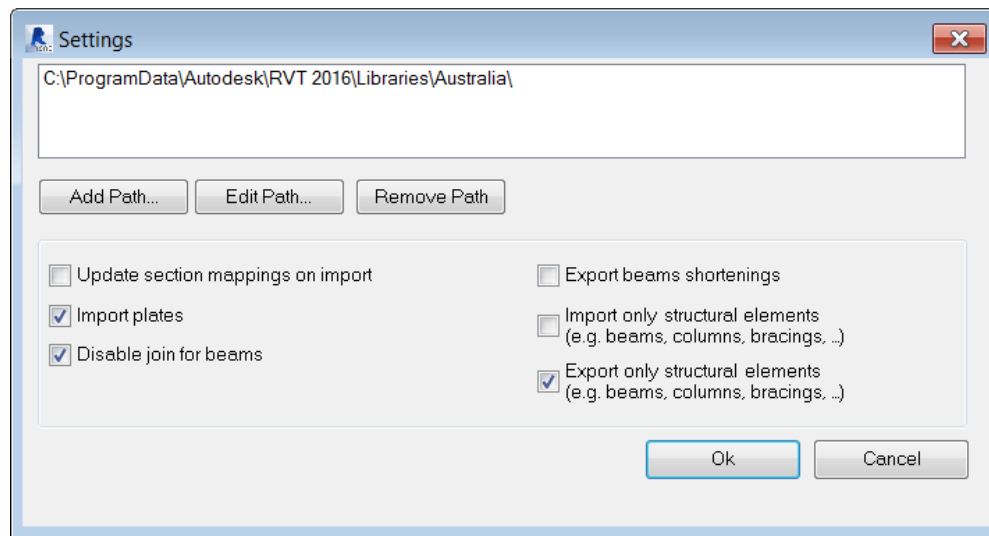 Settings
C:\ProgramData\Autodesk\RVT 2016\Libraries\Australia\
Add Path...
Edit Path...
Remove Path
Update section mappings on import
Import plates
Disable join for beams
Export beams shortenings
Import only structural elements
(e.g. beams, columns, bracings, ..)
Export only structural elements
(e.g. beams, columns, bracings, ..)
Ok
Cancel